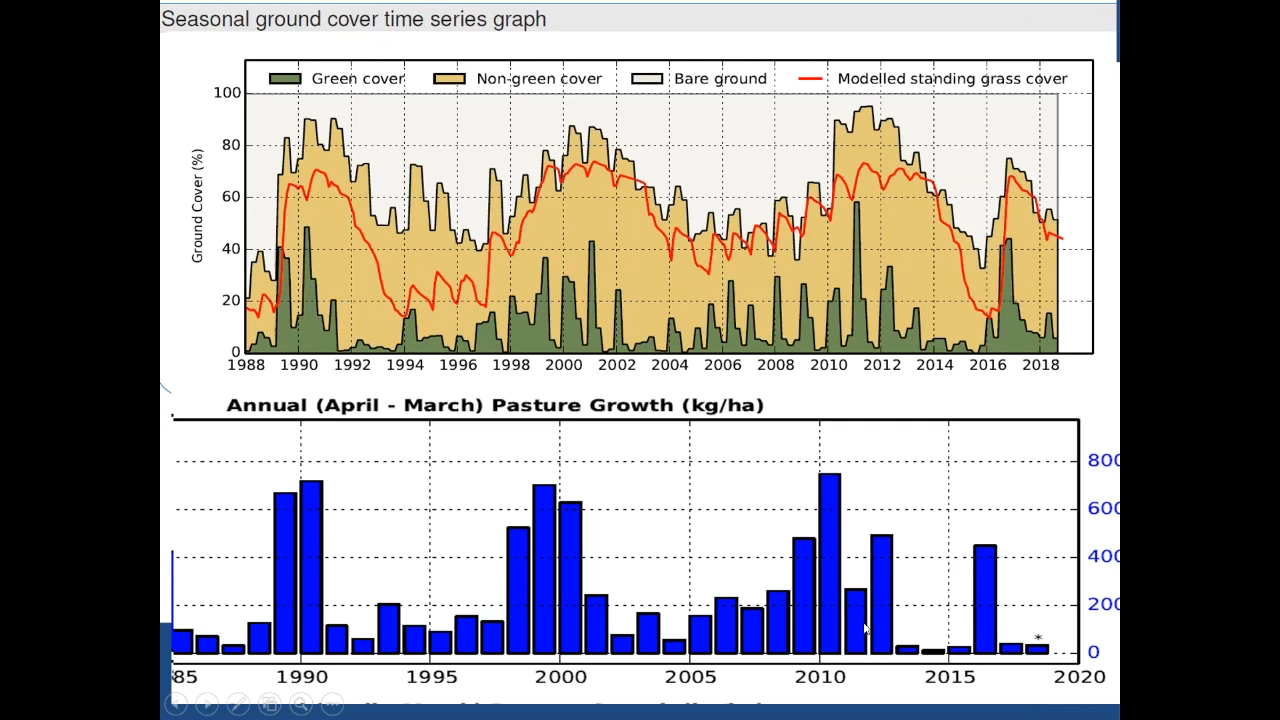 Seasonal ground cover time series graph
Green cover Non-green cover Bare ground Modelled standing grass cover
Ground Cover (%)
100
80
60
40
20
0
1988 1990 1992 1994 1996 1998 2000 2002 2004 2006 2008 2010 2012 2014 2016 2018
Annual (April - March) Pasture Growth (kg/ha)
800
600
400
200
0
*
85 1990 1995 2000 2005 2010 2015 2020